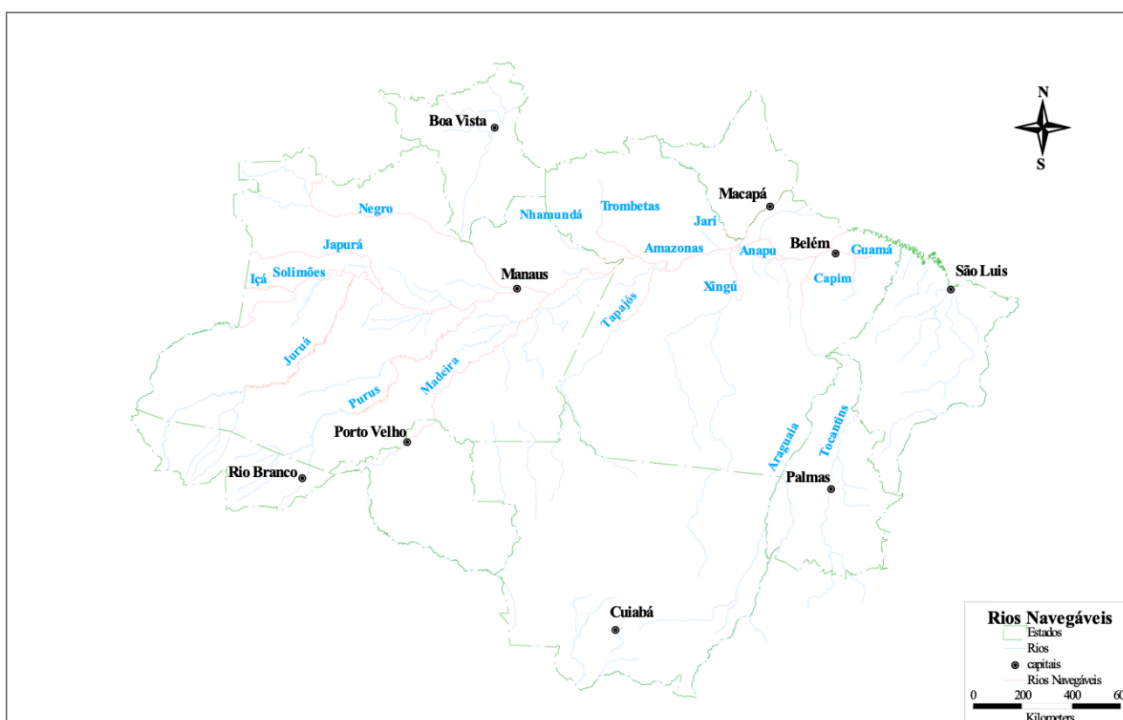 N
S
Boa Vista
Macapá
Negro
Nhamundá
Trombetas
Jarí
Japurá
Amazonas
Anapu
Belém
Guamá
Içá
Solimões
Manaus
Xingú
Capim
São Luis
Tapajós
Juruá
Purus
Madeira
Porto Velho
Rio Branco
Araguaia
Tocantins
Palmas
Cuiabá
Rios Navegáveis
Estados
Rios
capitais
Rios Navegáveis
0 200 400
Kilometers